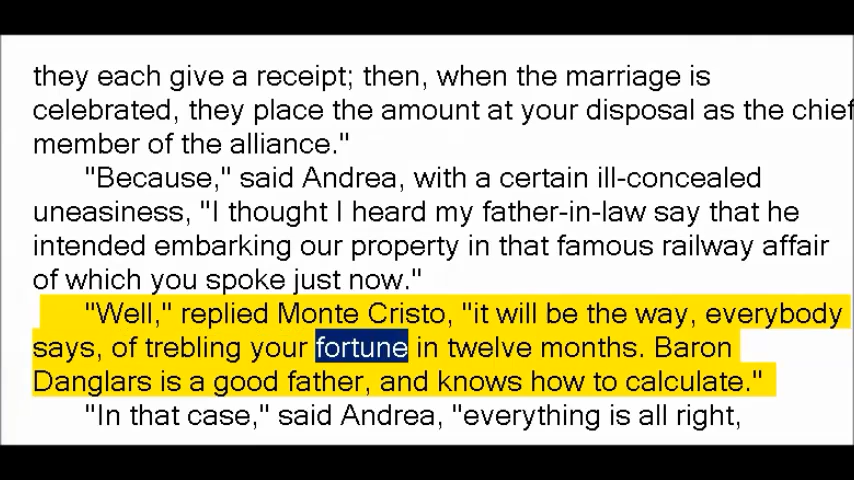 they each give a receipt; then, when the marriage is
celebrated, they place the amount at your disposal as the chief
member of the alliance."
"Because," said Andrea, with a certain ill-concealed
uneasiness, "I thought I heard my father-in-law say that he
intended embarking our property in that famous railway affair
of which you spoke just now."
"Well," replied Monte Cristo, "it will be the way, everybody
says, of trebling your fortune in twelve months. Baron
Danglars is a good father, and knows how to calculate."
"In that case," said Andrea, "everything is all right,